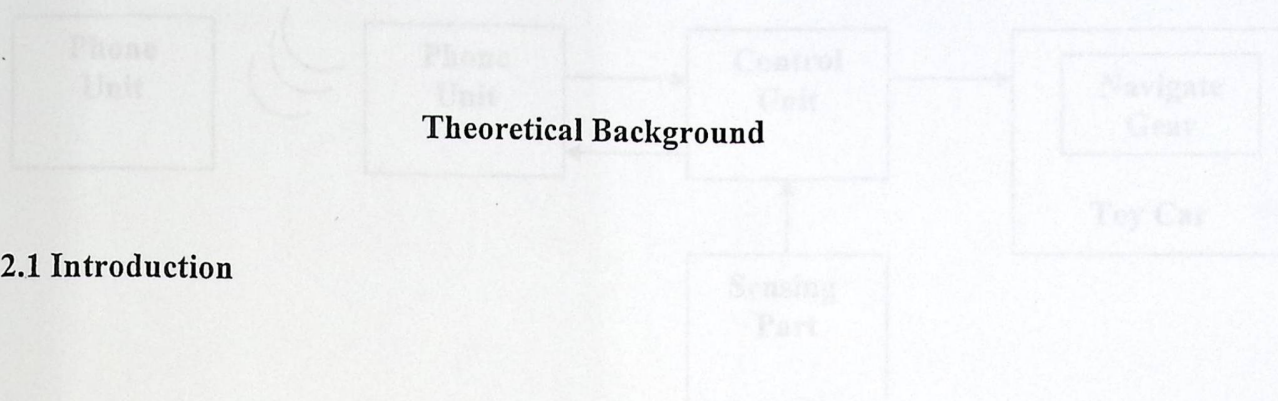 Phone
Unit
Phone
Unit
Control
Unit
Navigate
Gear
Toy Car
Sensing
Part
Theoretical Background
2.1 Introduction